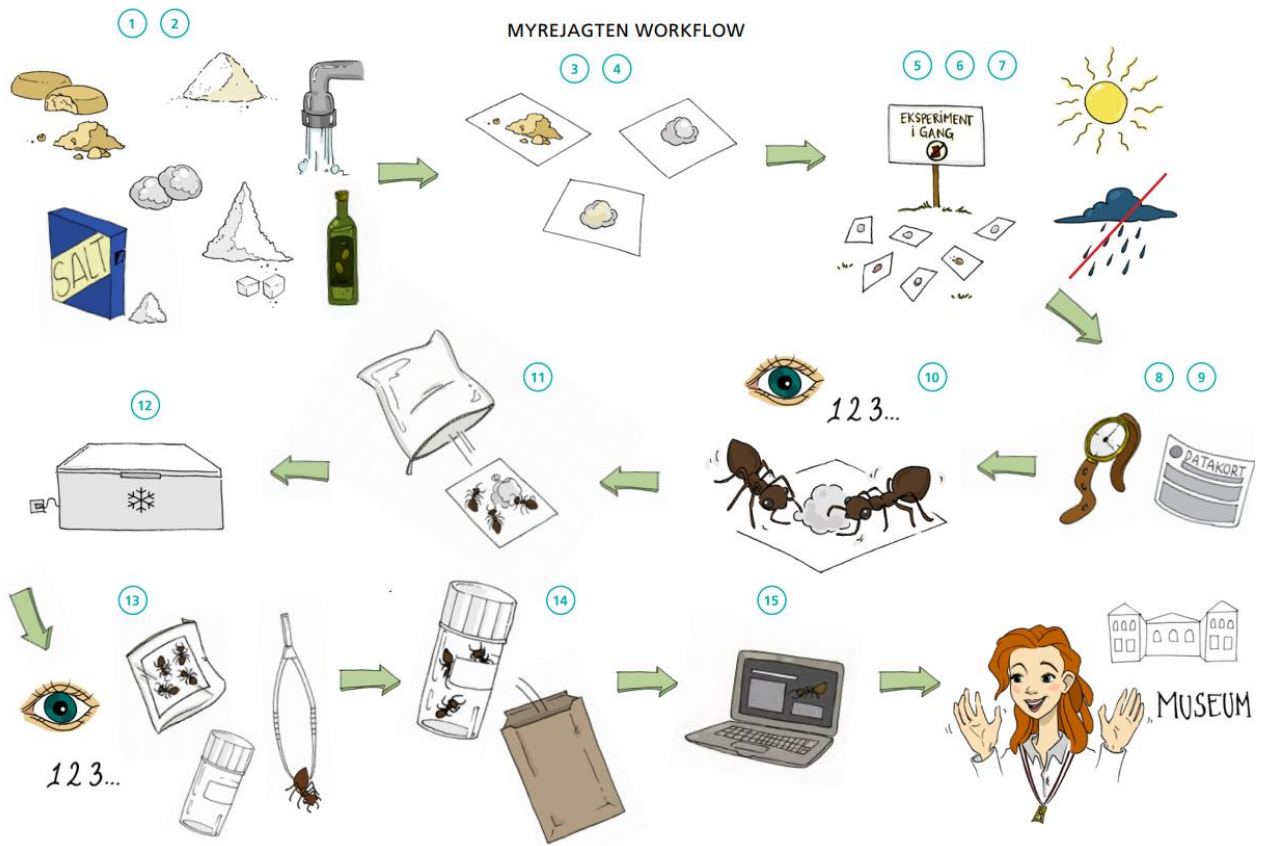 MYREJAGTEN WORKFLOW
1 2
3 4
5 6 7
EKSPERIMENT
I GANG
SALT
8 9
DATAKORT
10
1 2 3...
11
12
13
1 2 3...
14
15
MUSEUM